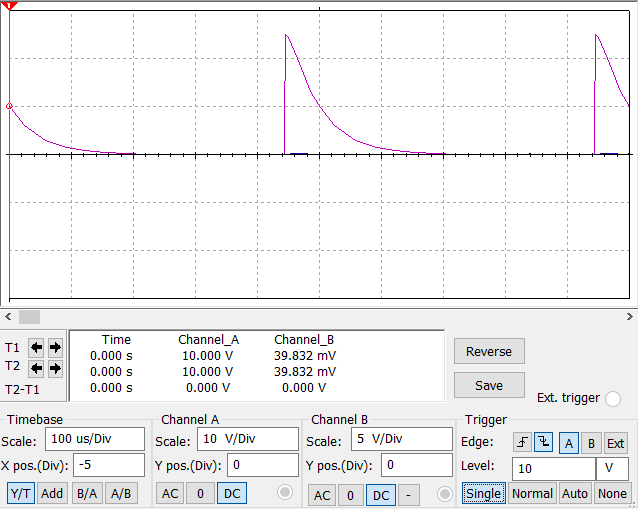 1
Time Channel_A Channel_B
T1 0.000 s 10.000 V 39.832 mV
T2 0.000 s 10.000 V 39.832 mV
T2-T1 0.000 s 0.000 V 0.000 V
Reverse
Save
Ext. trigger
Timebase Channel A Channel B Trigger
Scale: 100 us/Div Scale: 10 V/Div Scale: 5 V/Div Edge: A B Ext
X pos.(Div): -5 Y pos.(Div): 0 Y pos.(Div): 0 Level: 10 V
Y/T Add B/A A/B AC 0 DC AC 0 DC - Single Normal Auto None